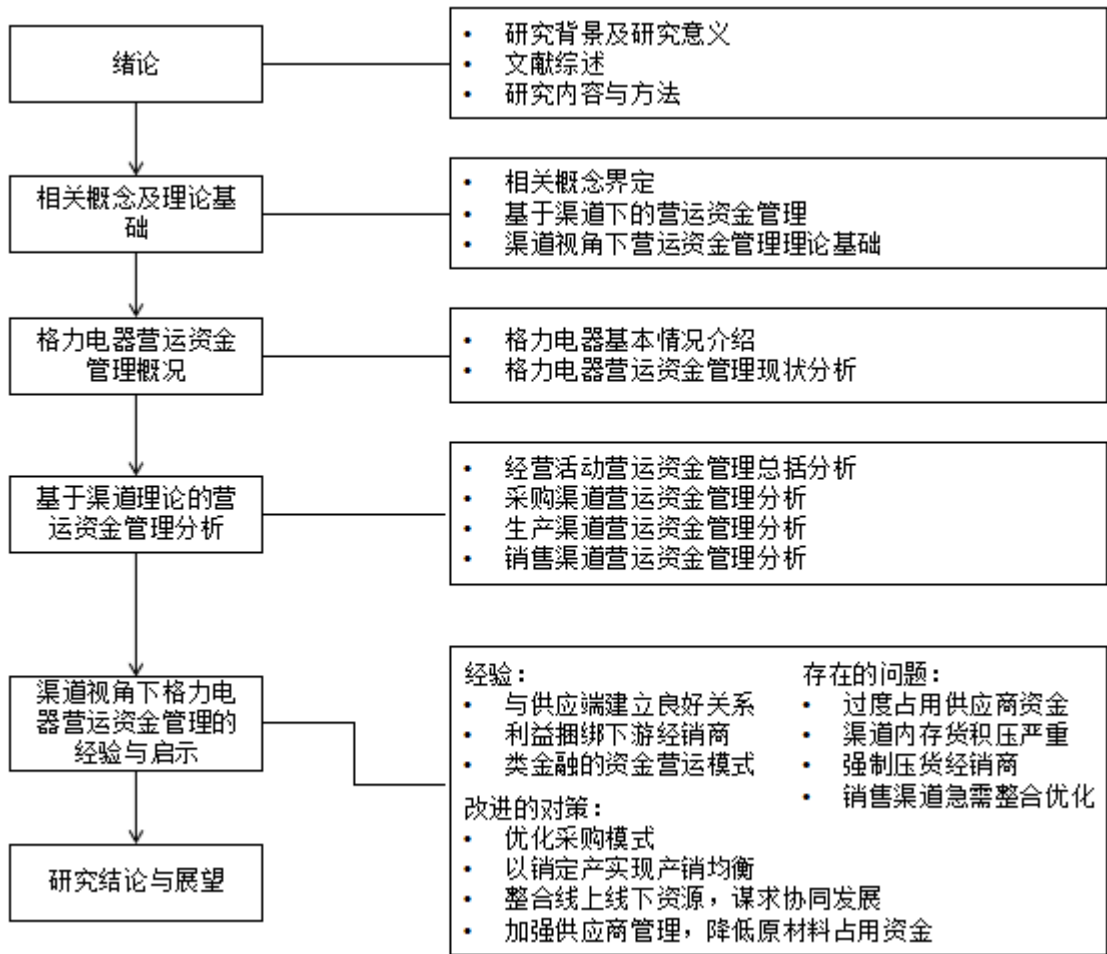 绪论
• 研究背景及研究意义
• 文献综述
• 研究内容与方法
相关概念及理论基
础
• 相关概念界定
• 基于渠道下的营运资金管理
• 渠道视角下营运资金管理理论基础
格力电器营运资金
管理概况
• 格力电器基本情况介绍
• 格力电器营运资金管理现状分析
基于渠道理论的营
运资金管理分析
• 经营活动营运资金管理总括分析
• 采购渠道营运资金管理分析
• 生产渠道营运资金管理分析
• 销售渠道营运资金管理分析
渠道视角下格力电
器营运资金管理的
经验与启示
经验：
• 与供应端建立良好关系
• 利益捆绑下游经销商
• 类金融的资金营运模式
存在的问题：
• 过度占用供应商资金
• 渠道内存货积压严重
• 强制压货经销商
• 销售渠道急需整合优化
改进的对策：
• 优化采购模式
• 以销定产实现产销均衡
• 整合线上线下资源，谋求协同发展
• 加强供应商管理，降低原材料占用资金
研究结论与展望